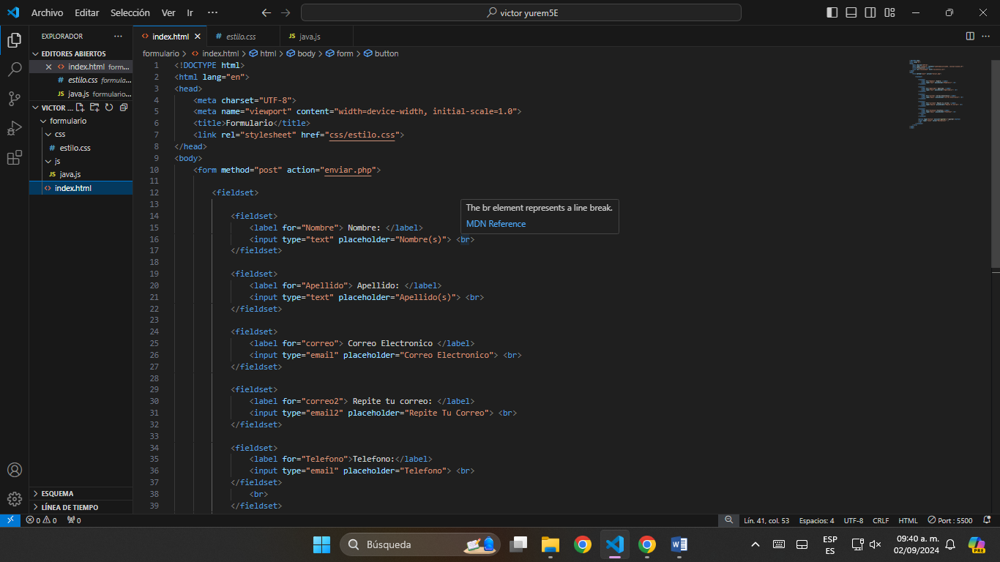 Archivo Editar Selección Ver Ir ··· victor yurem5E
EXPLORADOR ···
EDITORES ABIERTOS
index.html form...
estilo.css formula...
java.js formulario...
VICTOR ...
formulario
css
estilo.css
js
java.js
index.html
ESQUEMA
LÍNEA DE TIEMPO
index.html estilo.css java.js
formulario > index.html > html > body > form > button
1 <!DOCTYPE html>
2 <html lang="en">
3 <head>
4 <meta charset="UTF-8">
5 <meta name="viewport" content="width=device-width, initial-scale=1.0">
6 <title>Formulario</title>
7 <link rel="stylesheet" href="css/estilo.css">
8 </head>
9 <body>
10 <form method="post" action="enviar.php">
11
12 <fieldset>
13
14 <fieldset>
15 <label for="Nombre"> Nombre: </label>
16 <input type="text" placeholder="Nombre(s)"> <br>
17 </fieldset>
18
19 <fieldset>
20 <label for="Apellido"> Apellido: </label>
21 <input type="text" placeholder="Apellido(s)"> <br>
22 </fieldset>
23
24 <fieldset>
25 <label for="correo"> Correo Electronico </label>
26 <input type="email" placeholder="Correo Electronico"> <br>
27 </fieldset>
28
29 <fieldset>
30 <label for="correo2"> Repite tu correo: </label>
31 <input type="email2" placeholder="Repite Tu Correo"> <br>
32 </fieldset>
33
34 <fieldset>
35 <label for="Telefono">Telefono:</label>
36 <input type="email" placeholder="Telefono"> <br>
37 </fieldset>
38 <br>
39 </fieldset>
The br element represents a line break.
MDN Reference
0 0 0 Lín. 41, col. 53 Espacios: 4 UTF-8 CRLF HTML Port : 5500
Búsqueda
ESP
ES
09:40 a. m.
02/09/2024
PRE